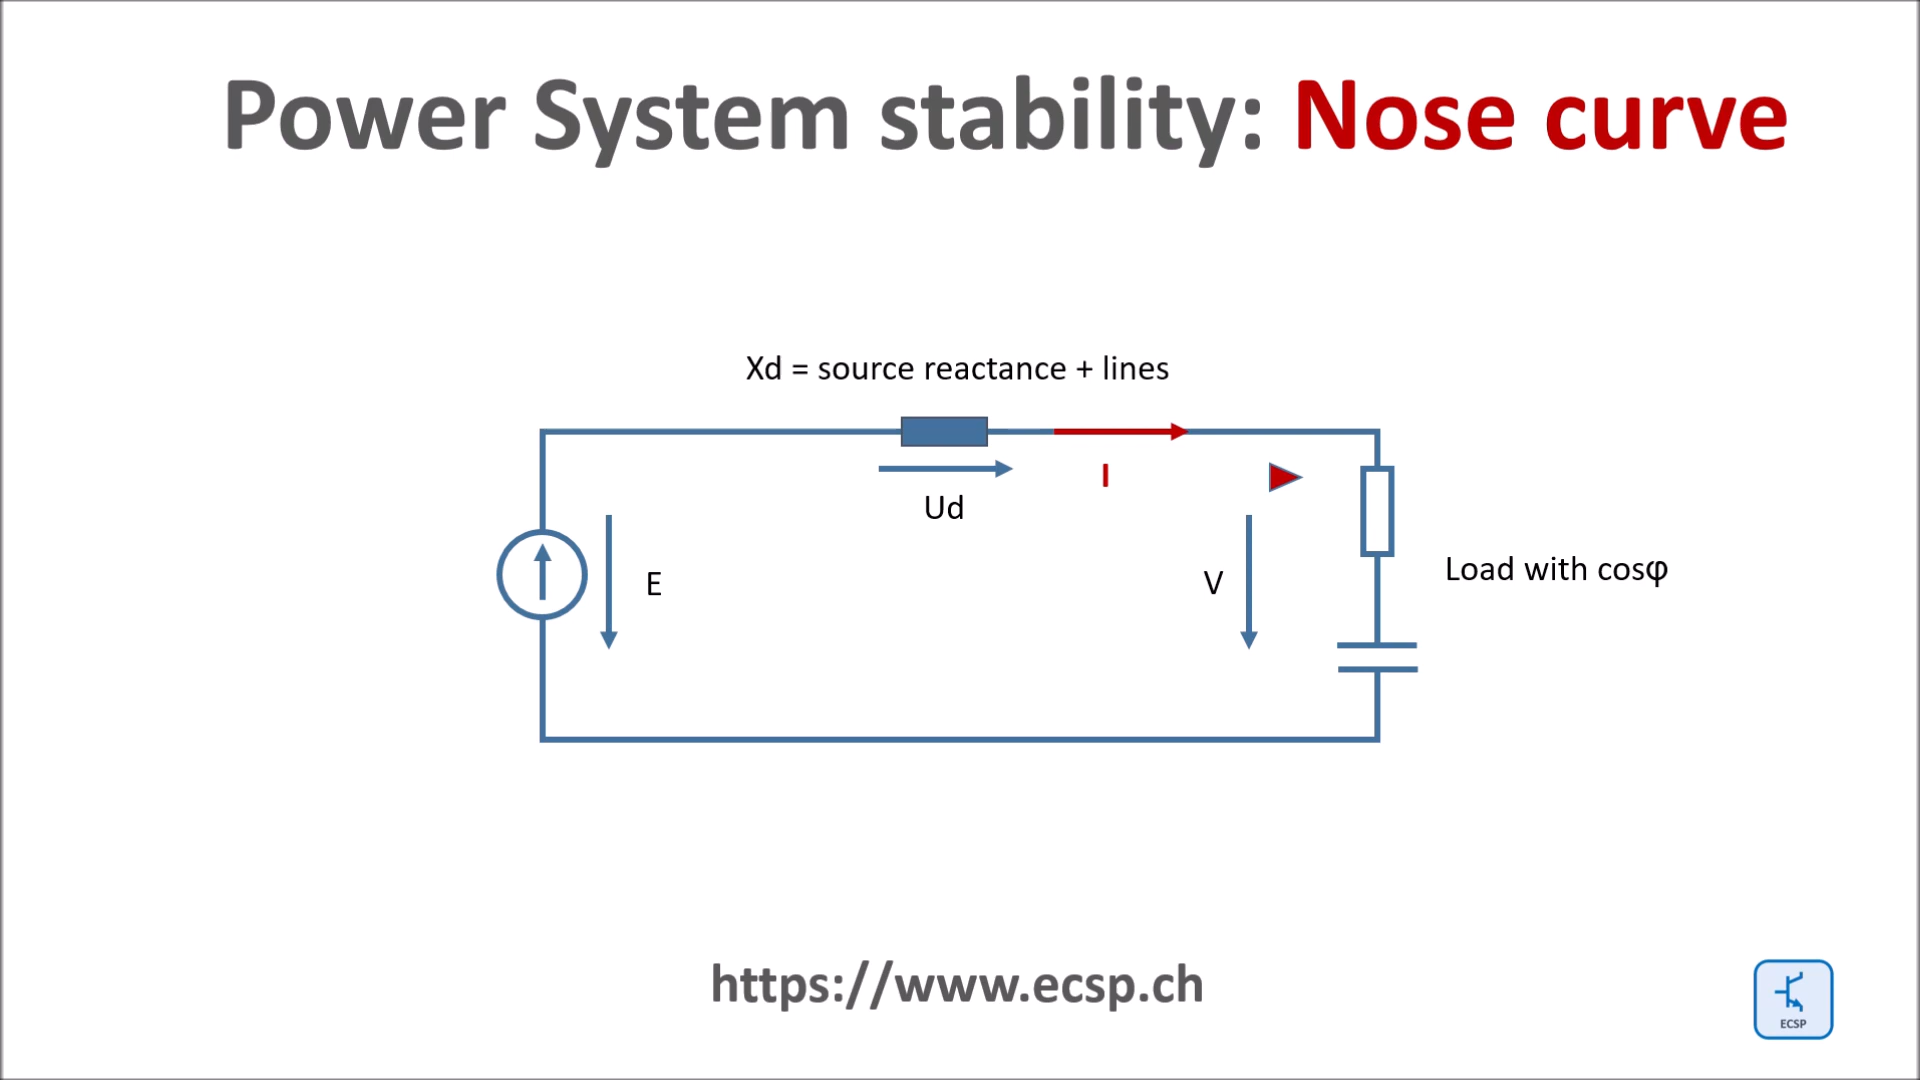 Power System stability: Nose curve
Xd = source reactance + lines
I
Ud
E
V
Load with cosφ
https://www.ecsp.ch
ECSP